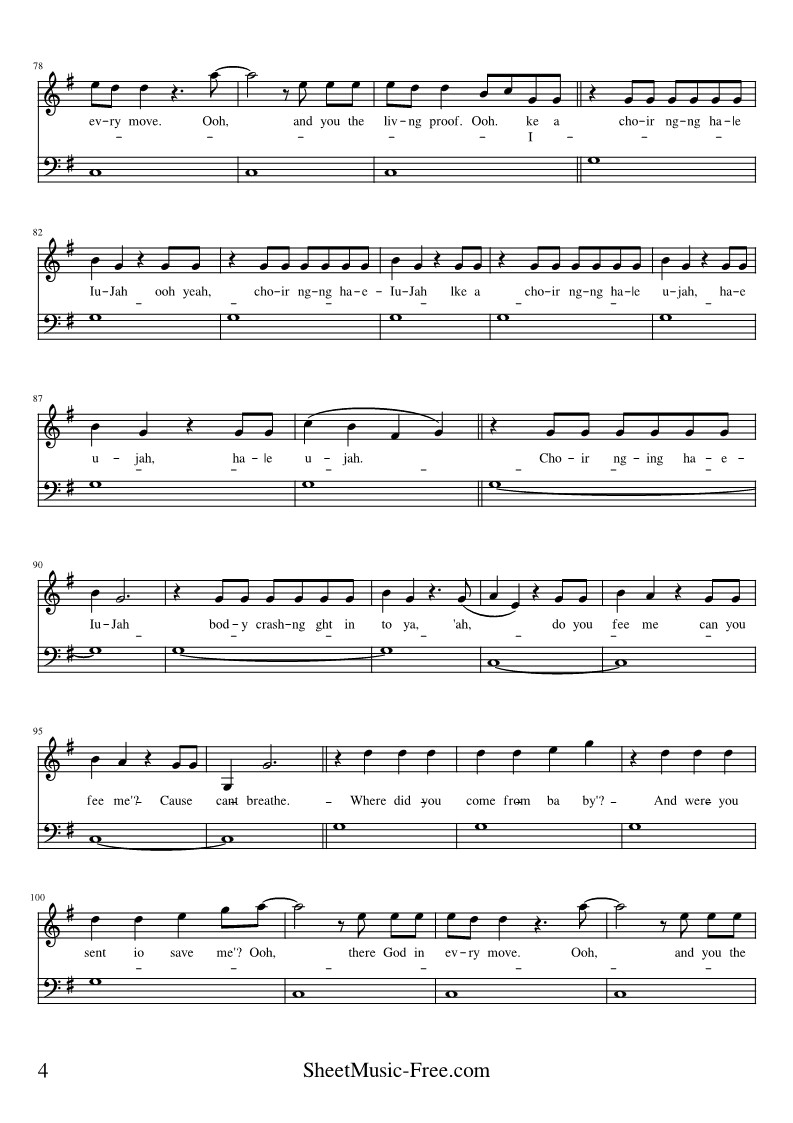 78
ev-ry move. Ooh, and you the liv-ng proof. Ooh. ke a cho-ir ng-ng ha-le
I
82
Iu-Jah ooh yeah, cho-ir ng-ng ha-e- Iu-Jah lke a cho-ir ng-ng ha-le u-jah, ha-e
87
u - jah, ha-le u - jah. Cho-ir ng-ing ha-e-
90
Iu-Jah bod-y crash-ng ght in to ya, 'ah, do you fee me can you
95
fee me'?- Cause cant breathe. - Where did you come from ba by'?- And were you
100
sent io save me'? Ooh, there God in ev-ry move. Ooh, and you the
4 SheetMusic-Free.com